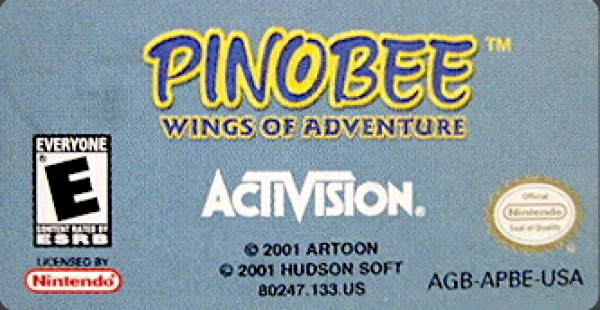 PINOBEE™
WINGS OF ADVENTURE
EVERYONE
E
CONTENT RATED BY
ESRB
ACTIVISION®
Official
Nintendo
Seal of Quality
LICENSED BY
Nintendo
© 2001 ARTOON
© 2001 HUDSON SOFT
80247.133.US
AGB-APBE-USA